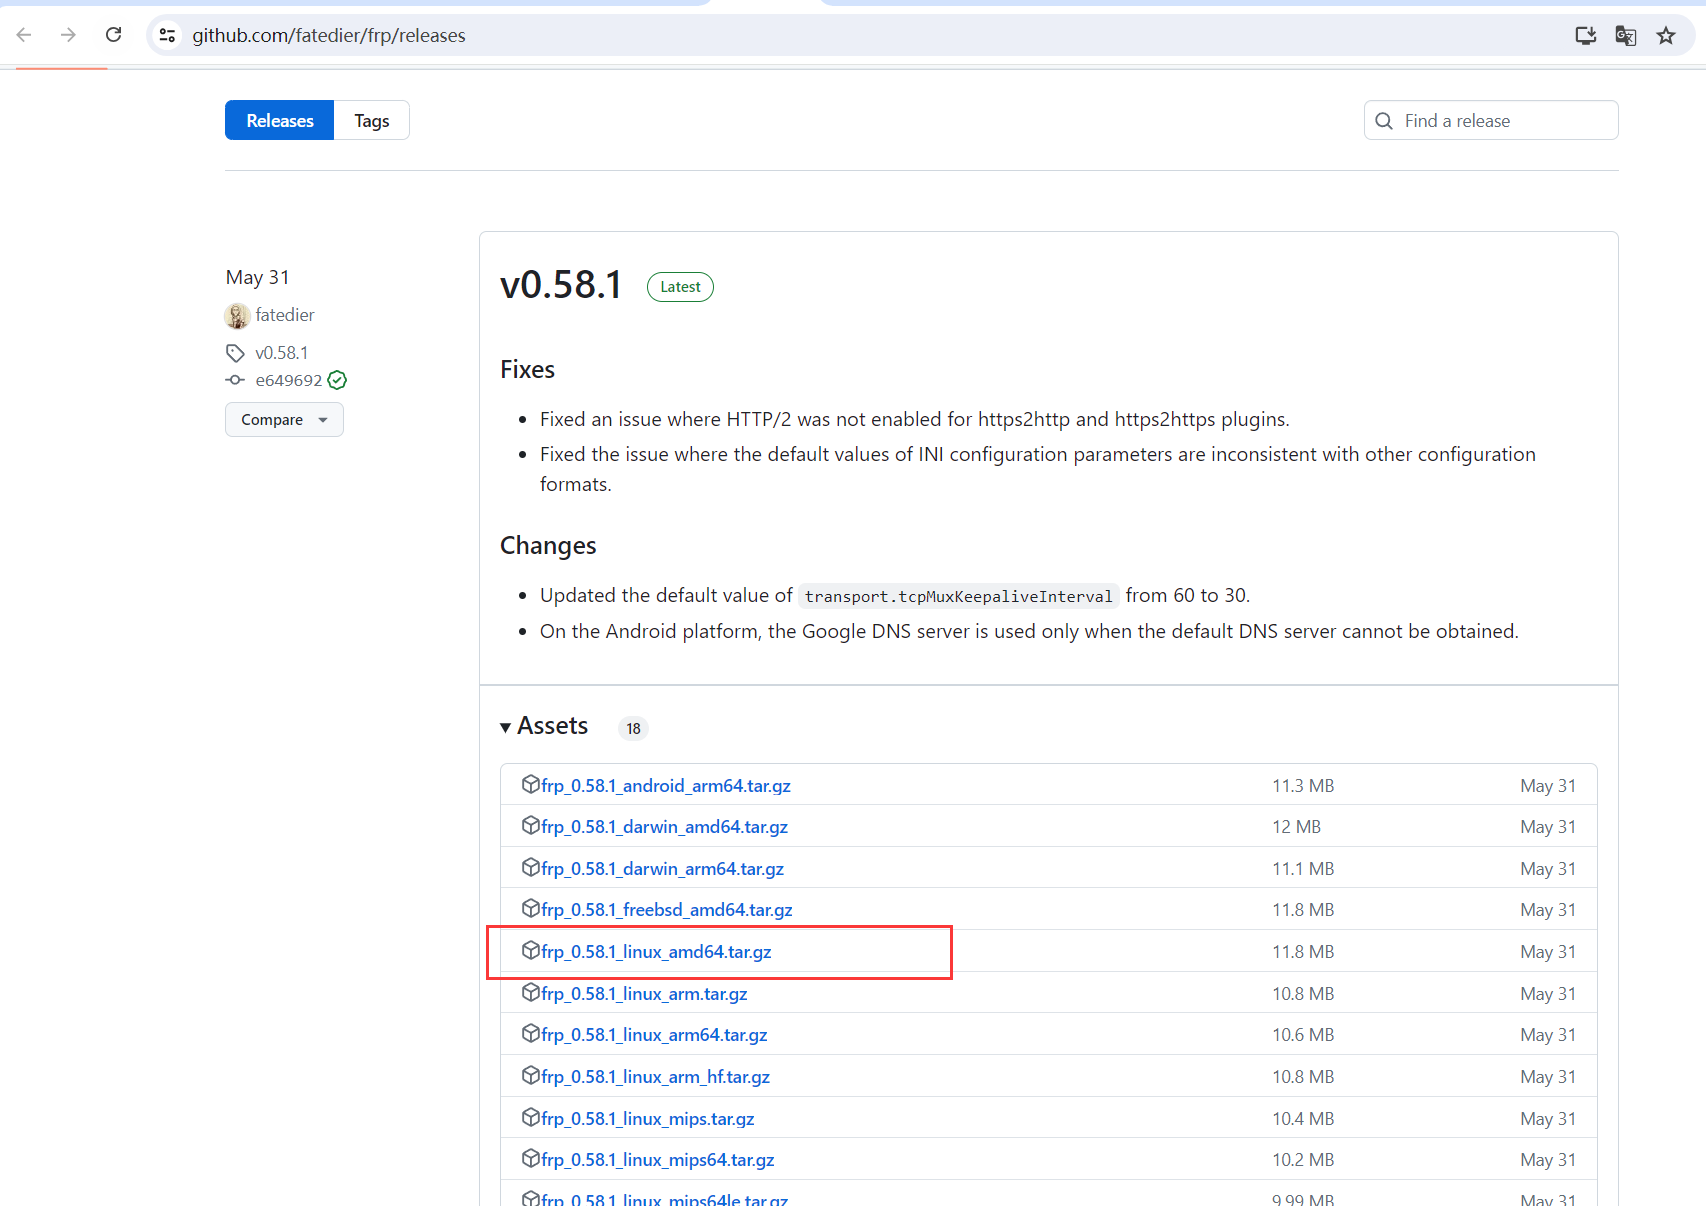 github.com/fatedier/frp/releases
Releases
Tags
Find a release
May 31
fatedier
v0.58.1
e649692
Compare
v0.58.1
Latest
Fixes
Fixed an issue where HTTP/2 was not enabled for https2http and https2https plugins.
Fixed the issue where the default values of INI configuration parameters are inconsistent with other configuration
formats.
Changes
Updated the default value of transport.tcpMuxKeepaliveInterval from 60 to 30.
On the Android platform, the Google DNS server is used only when the default DNS server cannot be obtained.
Assets 18
frp_0.58.1_android_arm64.tar.gz 11.3 MB May 31
frp_0.58.1_darwin_amd64.tar.gz 12 MB May 31
frp_0.58.1_darwin_arm64.tar.gz 11.1 MB May 31
frp_0.58.1_freebsd_amd64.tar.gz 11.8 MB May 31
frp_0.58.1_linux_amd64.tar.gz 11.8 MB May 31
frp_0.58.1_linux_arm.tar.gz 10.8 MB May 31
frp_0.58.1_linux_arm64.tar.gz 10.6 MB May 31
frp_0.58.1_linux_arm_hf.tar.gz 10.8 MB May 31
frp_0.58.1_linux_mips.tar.gz 10.4 MB May 31
frp_0.58.1_linux_mips64.tar.gz 10.2 MB May 31
frp_0.58.1_linux_mips64le.tar.gz 9.99 MB May 31